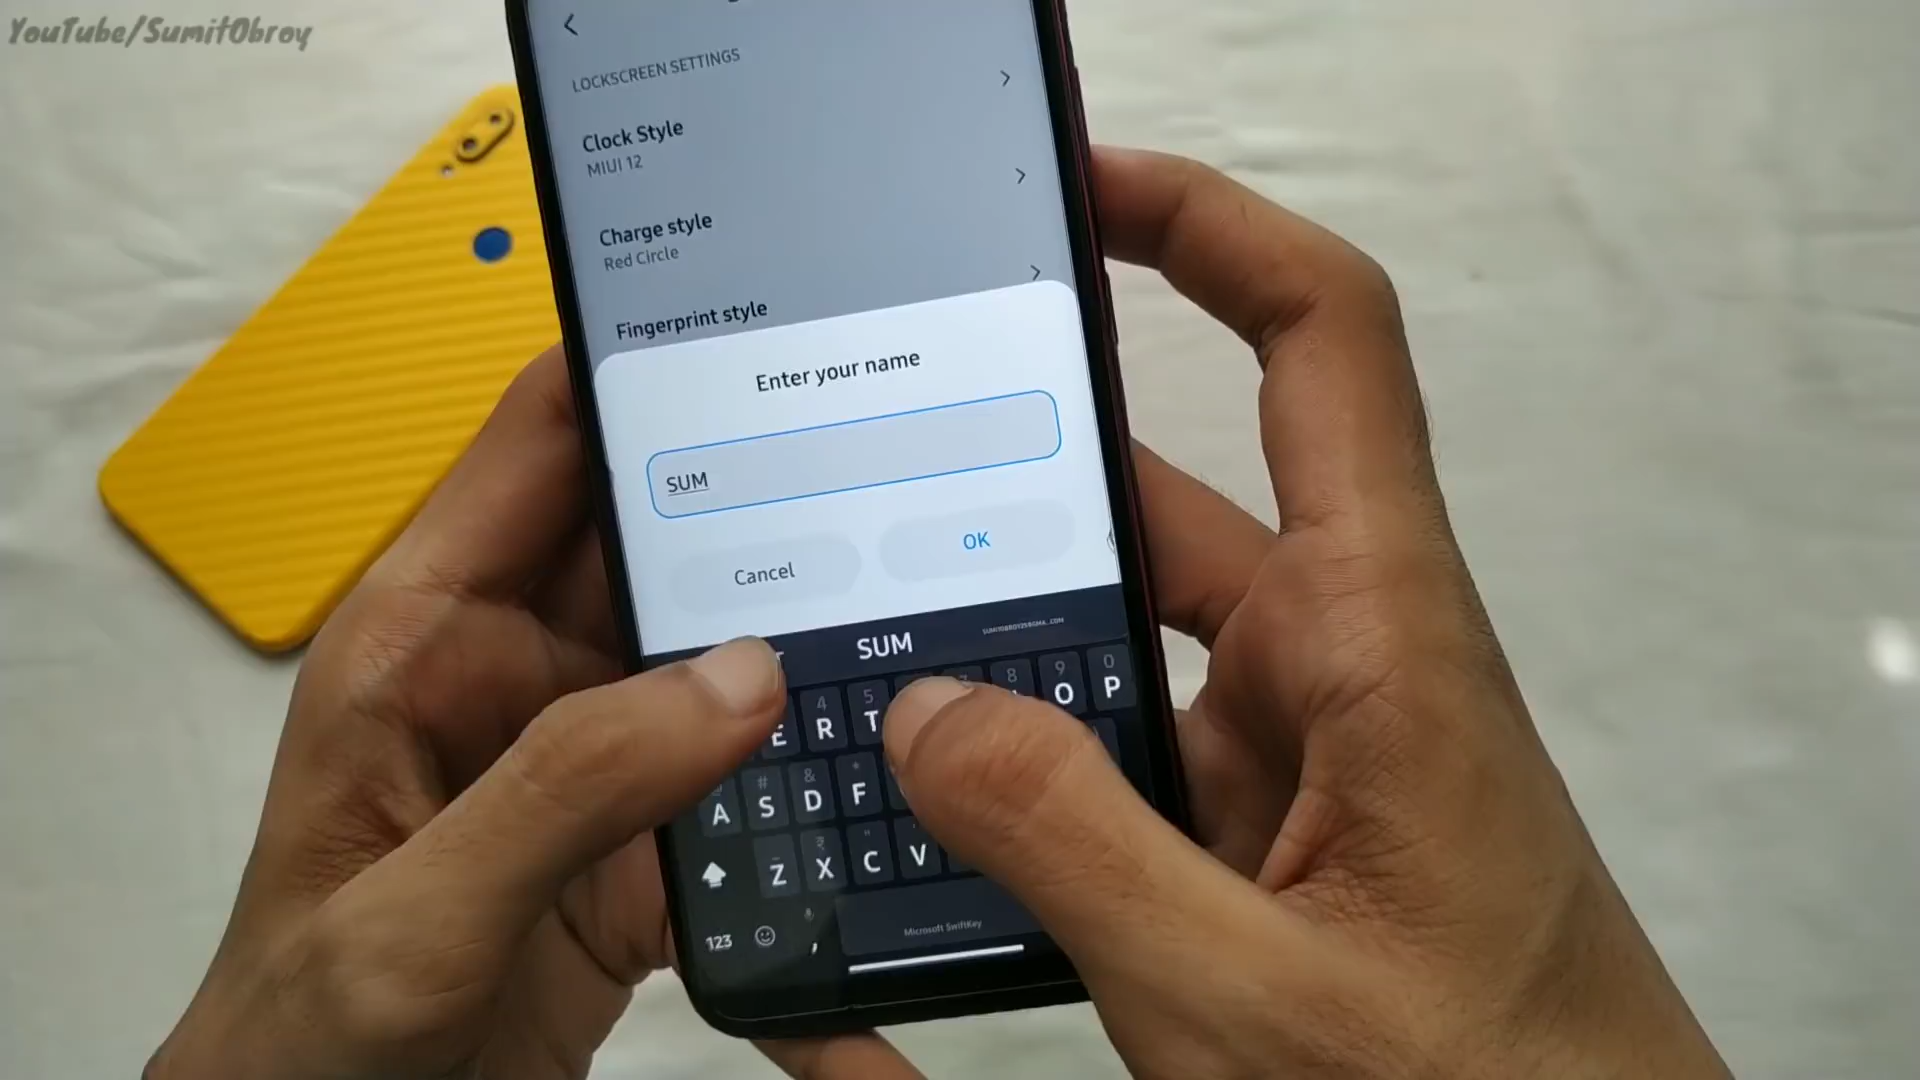 YouTube/SumitObroy
LOCKSCREEN SETTINGS
Clock Style
MIUI 12
Charge style
Red Circle
Fingerprint style
Enter your name
SUM
Cancel
OK
SUM
4 5 8 9 0
E R T O P
# & *
A S D F
Z X C V
123
Microsoft SwiftKey